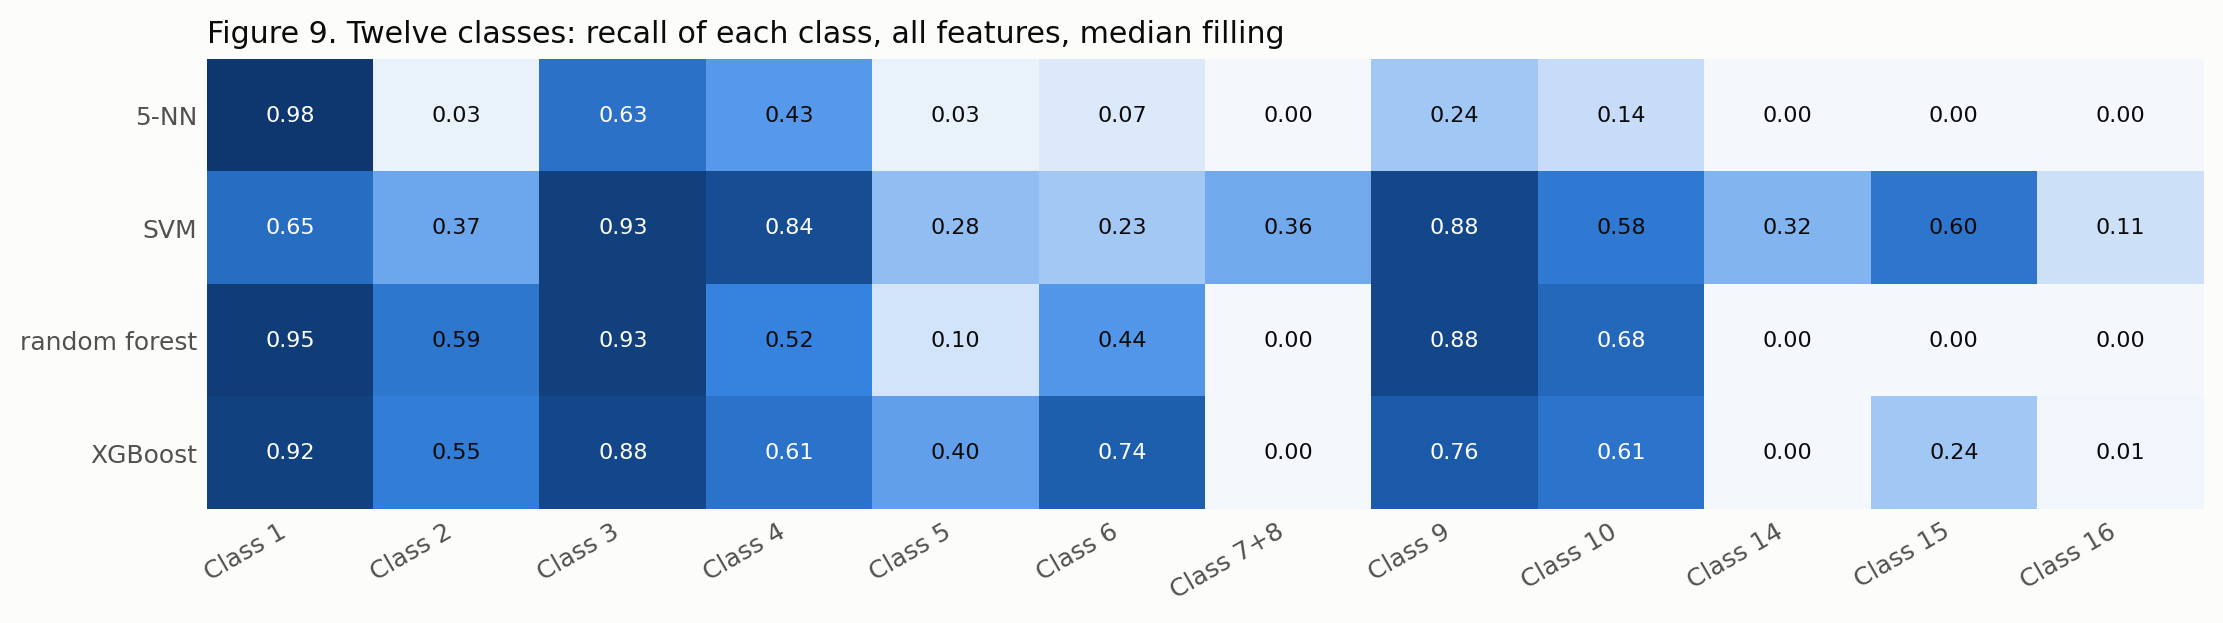 Figure 9. Twelve classes: recall of each class, all features, median filling
5-NN 0.98 0.03 0.63 0.43 0.03 0.07 0.00 0.24 0.14 0.00 0.00 0.00
SVM 0.65 0.37 0.93 0.84 0.28 0.23 0.36 0.88 0.58 0.32 0.60 0.11
random forest 0.95 0.59 0.93 0.52 0.10 0.44 0.00 0.88 0.68 0.00 0.00 0.00
XGBoost 0.92 0.55 0.88 0.61 0.40 0.74 0.00 0.76 0.61 0.00 0.24 0.01
Class 1 Class 2 Class 3 Class 4 Class 5 Class 6 Class 7+8 Class 9 Class 10 Class 14 Class 15 Class 16